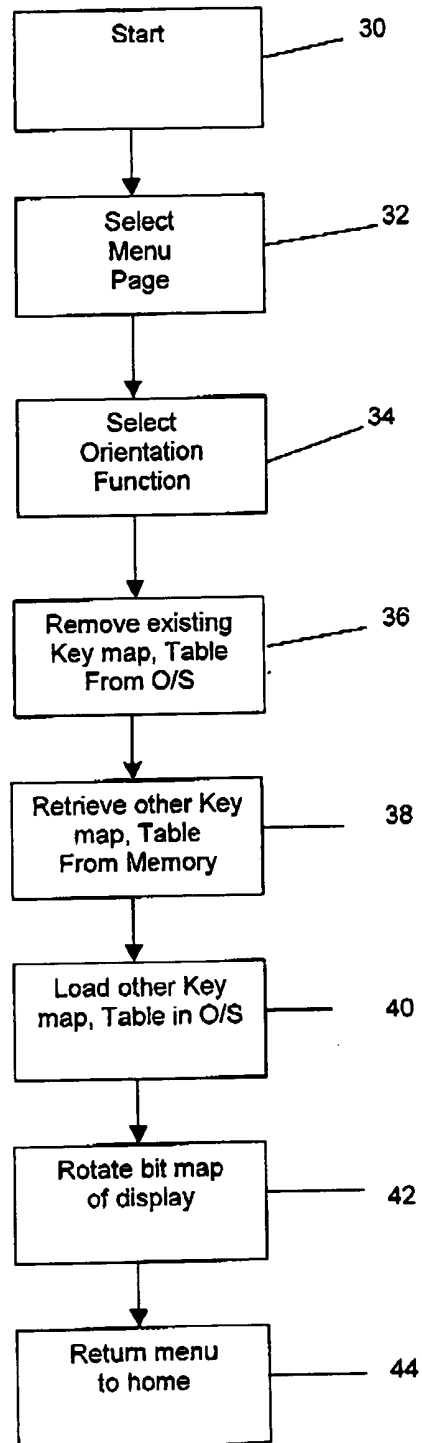 Start
30
Select
Menu
Page
32
Select
Orientation
Function
34
Remove existing
Key map, Table
From O/S
36
Retrieve other Key
map, Table
From Memory
38
Load other Key
map, Table in O/S
40
Rotate bit map
of display
42
Return menu
to home
44